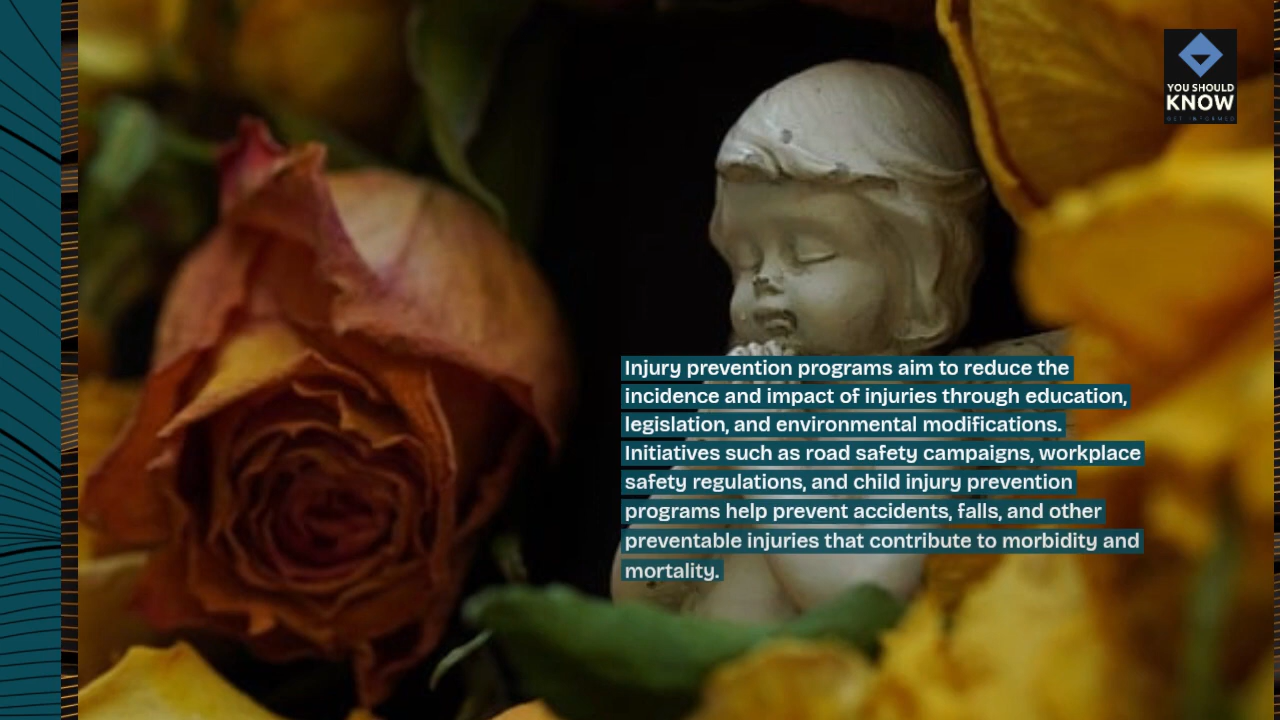 YOU SHOULD
KNOW
GET INFORMED
Injury prevention programs aim to reduce the
incidence and impact of injuries through education,
legislation, and environmental modifications.
Initiatives such as road safety campaigns, workplace
safety regulations, and child injury prevention
programs help prevent accidents, falls, and other
preventable injuries that contribute to morbidity and
mortality.